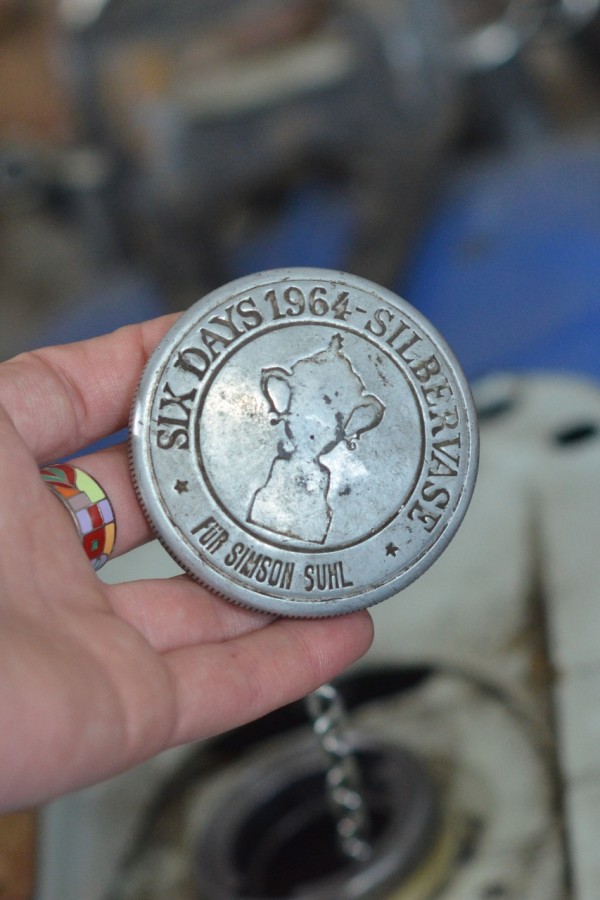 SIX DAYS 1964-SILBERVASE
FÜR SIMSON SUHL